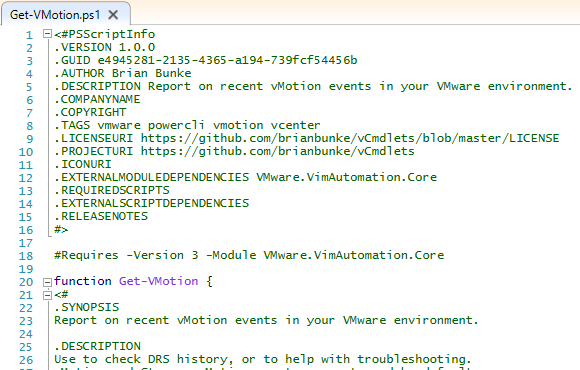 Get-VMotion.ps1 X
1 <#PSScriptInfo
2 .VERSION 1.0.0
3 .GUID e4945281-2135-4365-a194-739fcf54456b
4 .AUTHOR Brian Bunke
5 .DESCRIPTION Report on recent vMotion events in your VMware environment.
6 .COMPANYNAME
7 .COPYRIGHT
8 .TAGS vmware powercli vmotion vcenter
9 .LICENSEURI https://github.com/brianbunke/vCmdlets/blob/master/LICENSE
10 .PROJECTURI https://github.com/brianbunke/vCmdlets
11 .ICONURI
12 .EXTERNALMODULEDEPENDENCIES VMware.VimAutomation.Core
13 .REQUIREDSCRIPTS
14 .EXTERNALSCRIPTDEPENDENCIES
15 .RELEASENOTES
16 #>
17
18 #Requires -Version 3 -Module VMware.VimAutomation.Core
19
20 function Get-VMotion {
21 <#
22 .SYNOPSIS
23 Report on recent vMotion events in your VMware environment.
24
25 .DESCRIPTION
26 Use to check DRS history, or to help with troubleshooting.